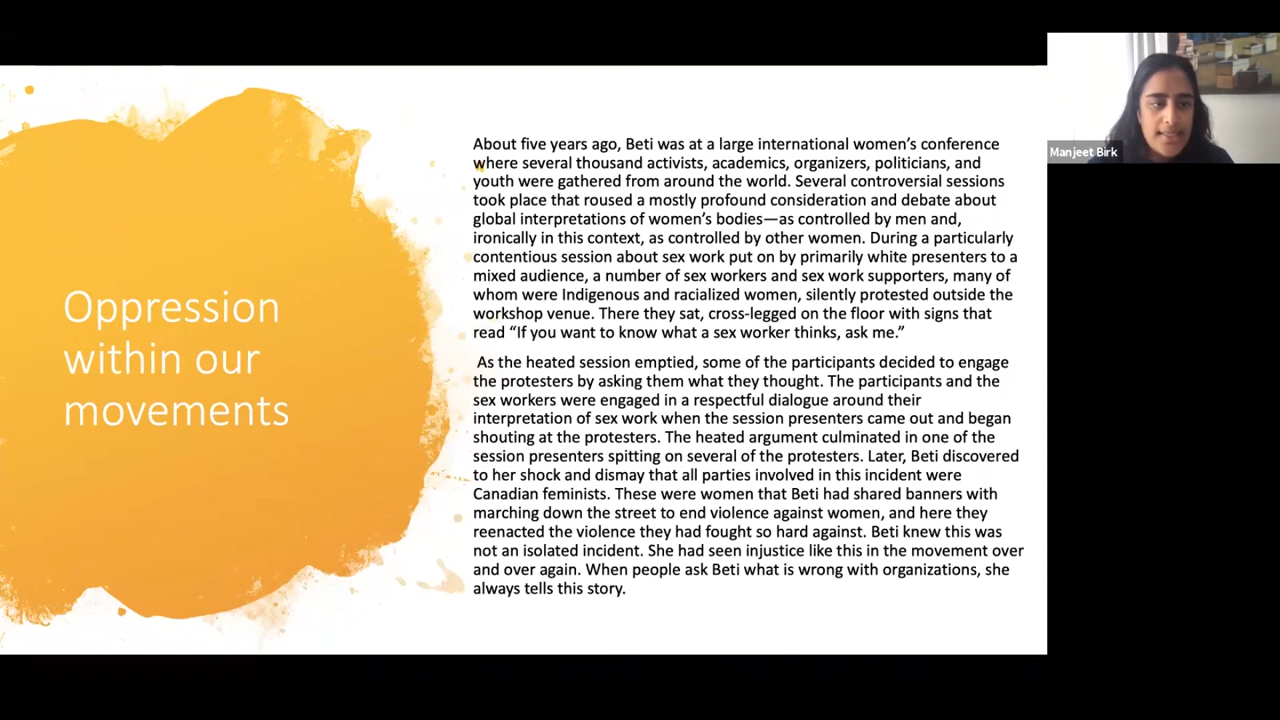 Oppression
within our
movements
About five years ago, Beti was at a large international women’s conference
where several thousand activists, academics, organizers, politicians, and
youth were gathered from around the world. Several controversial sessions
took place that roused a mostly profound consideration and debate about
global interpretations of women’s bodies—as controlled by men and,
ironically in this context, as controlled by other women. During a particularly
contentious session about sex work put on by primarily white presenters to a
mixed audience, a number of sex workers and sex work supporters, many of
whom were Indigenous and racialized women, silently protested outside the
workshop venue. There they sat, cross-legged on the floor with signs that
read “If you want to know what a sex worker thinks, ask me.”
As the heated session emptied, some of the participants decided to engage
the protesters by asking them what they thought. The participants and the
sex workers were engaged in a respectful dialogue around their
interpretation of sex work when the session presenters came out and began
shouting at the protesters. The heated argument culminated in one of the
session presenters spitting on several of the protesters. Later, Beti discovered
to her shock and dismay that all parties involved in this incident were
Canadian feminists. These were women that Beti had shared banners with
marching down the street to end violence against women, and here they
reenacted the violence they had fought so hard against. Beti knew this was
not an isolated incident. She had seen injustice like this in the movement over
and over again. When people ask Beti what is wrong with organizations, she
always tells this story.
Manjeet Birk